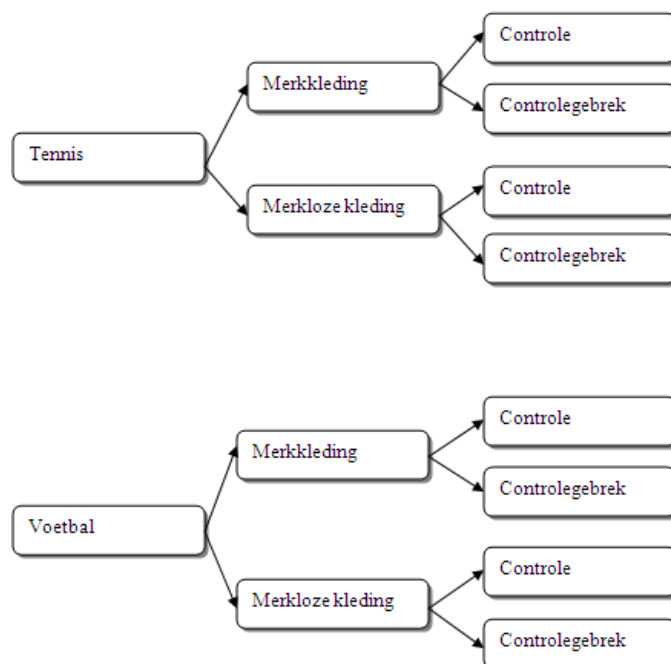 Tennis
Merkkleding
Controle
Controlegebrek
Merkloze kleding
Controle
Controlegebrek
Voetbal
Merkkleding
Controle
Controlegebrek
Merkloze kleding
Controle
Controlegebrek